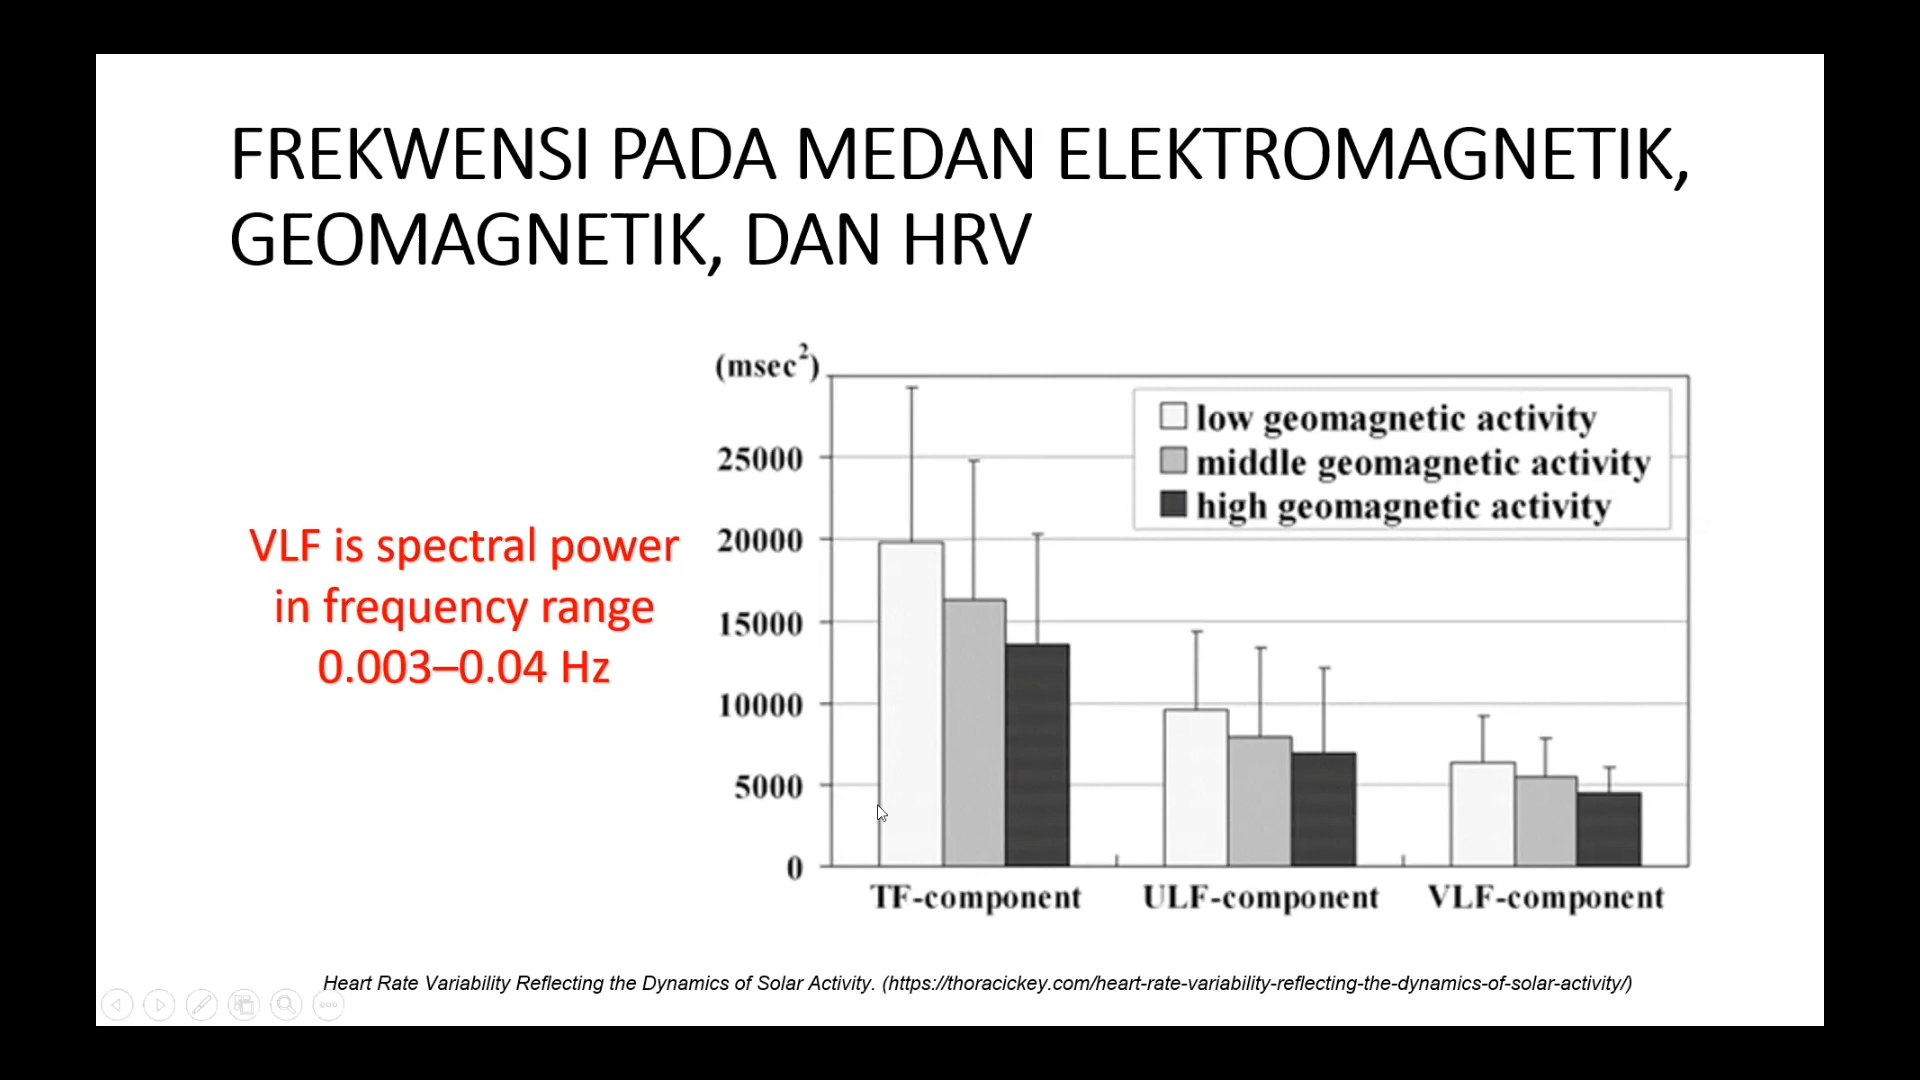 FREKWENSI PADA MEDAN ELEKTROMAGNETIK,
GEOMAGNETIK, DAN HRV
VLF is spectral power
in frequency range
0.003–0.04 Hz
(msec²)
25000
20000
15000
10000
5000
0
low geomagnetic activity
middle geomagnetic activity
high geomagnetic activity
TF-component ULF-component VLF-component
Heart Rate Variability Reflecting the Dynamics of Solar Activity. (https://thoracickey.com/heart-rate-variability-reflecting-the-dynamics-of-solar-activity/)